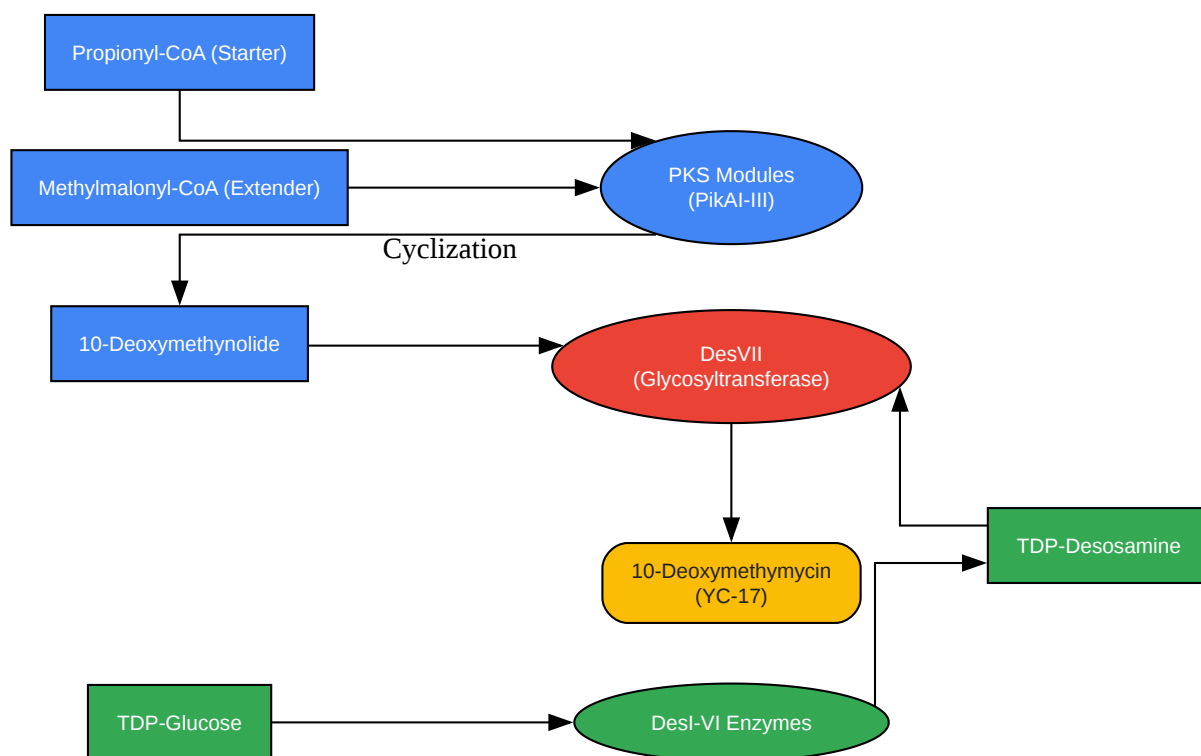 Propionyl-CoA (Starter)
Methylmalonyl-CoA (Extender)
PKS Modules
(PikAI-III)
Cyclization
10-Deoxymethynolide
DesVII
(Glycosyltransferase)
TDP-Desosamine
10-Deoxymethymycin
(YC-17)
TDP-Glucose
DesI-VI Enzymes